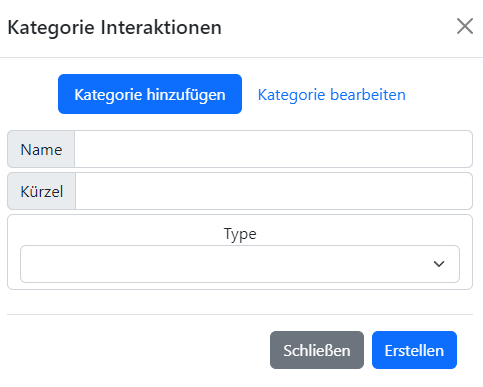 Kategorie Interaktionen
Kategorie hinzufügen Kategorie bearbeiten
Name
Kürzel
Type
Schließen Erstellen